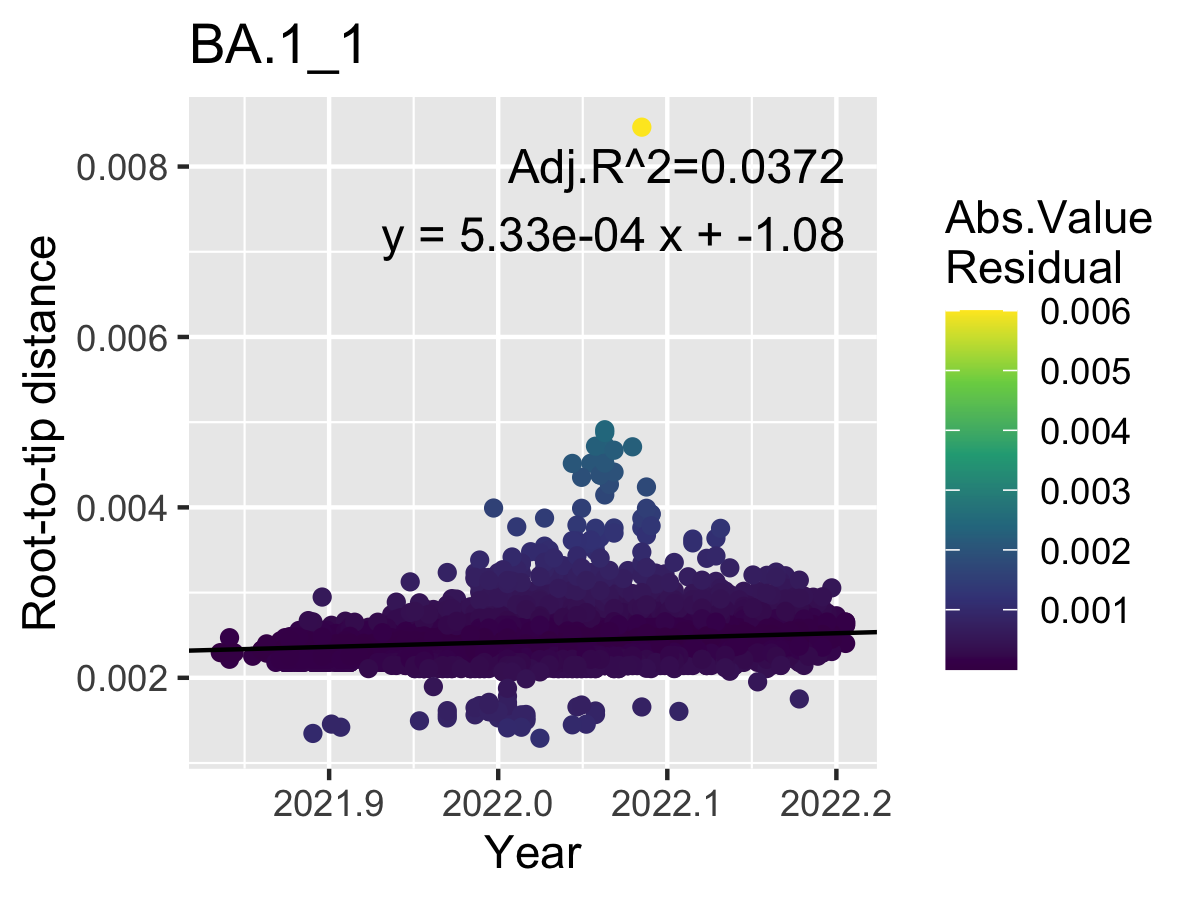 BA.1_1
Adj.R^2=0.0372
y = 5.33e-04 x + -1.08
Root-to-tip distance
0.008
0.006
0.004
0.002
2021.9
2022.0
2022.1
2022.2
Year
Abs.Value
Residual
0.006
0.005
0.004
0.003
0.002
0.001